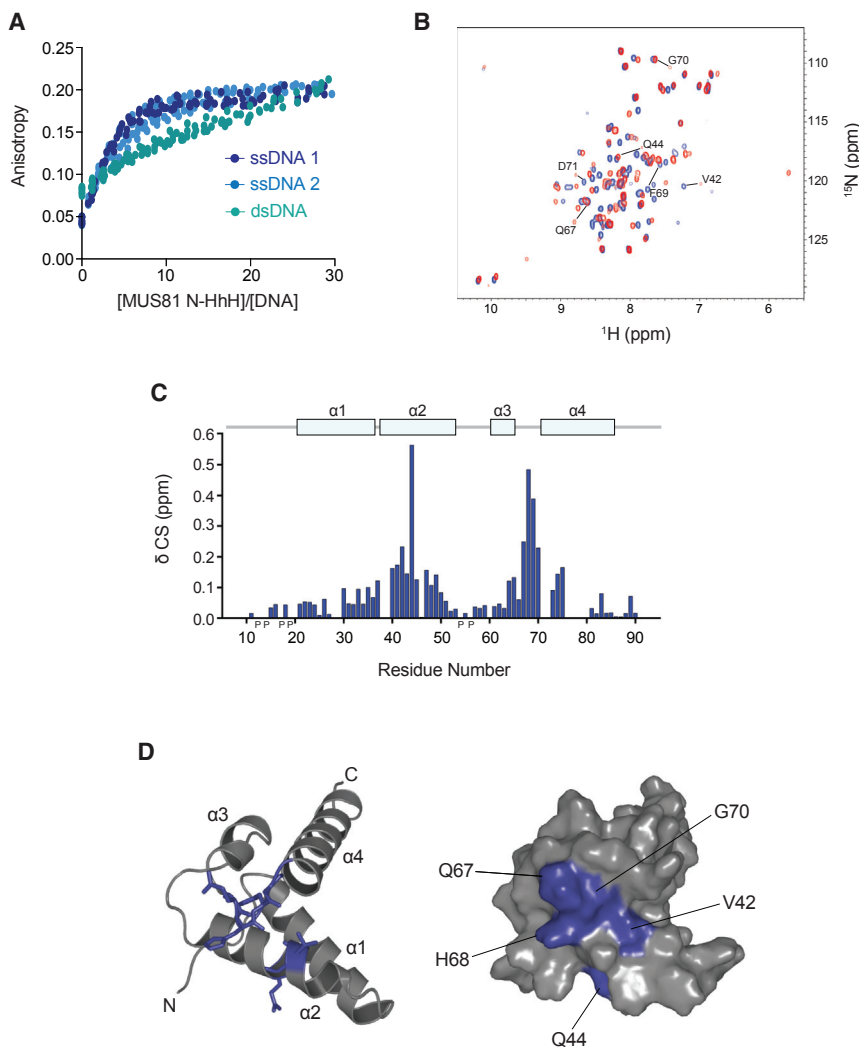 A
Anisotropy
0.20
0.15
0.10
0.05
0.00
0
10
20
30
ssDNA 1
ssDNA 2
dsDNA
[MUS81 N-HhH]/[DNA]
B
G70
Q44
D71
F69
V42
Q67
110
115
120
125
15N (ppm)
10
9
8
7
6
1H (ppm)
C
α1
α2
α3
α4
0.6
0.5
0.4
0.3
0.2
0.1
0.0
δ CS (ppm)
PP PP P P
10 20 30 40 50 60 70 80 90
Residue Number
D
C
α3
α4
α1
N
α2
G70
Q67
V42
H68
Q44